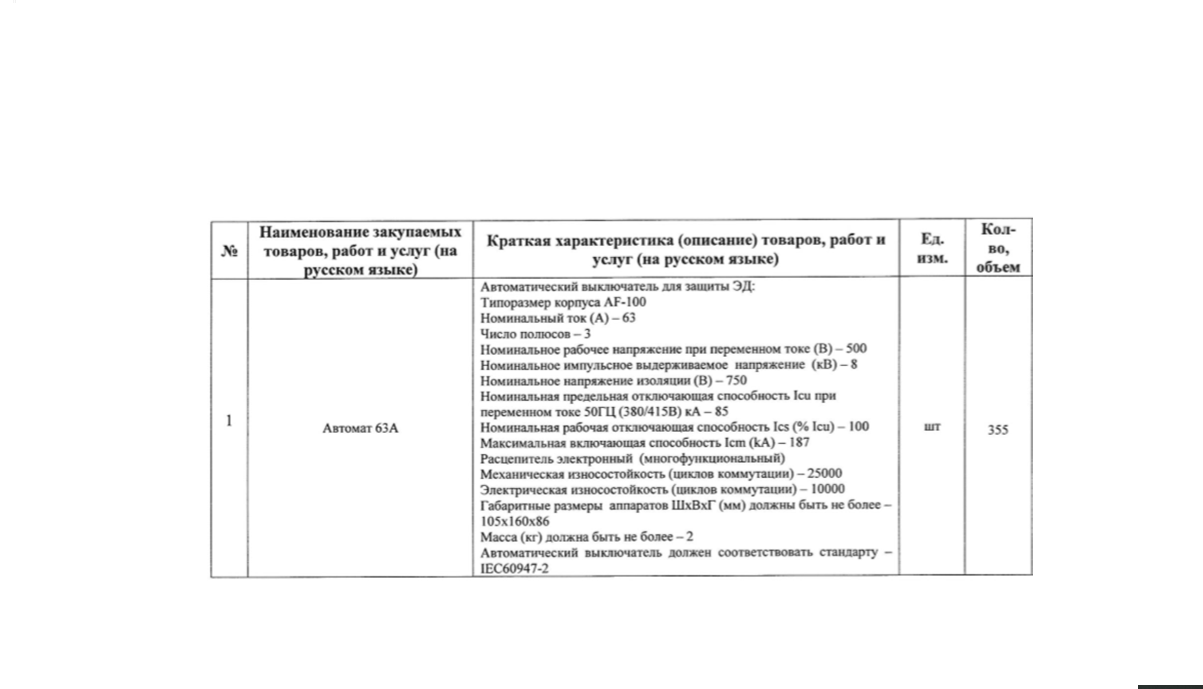 №
Наименование закупаемых
товаров, работ и услуг (на
русском языке)
Краткая характеристика (описание) товаров, работ и
услуг (на русском языке)
Ед.
изм.
Кол-
во,
объем
1
Автомат 63А
Автоматический выключатель для защиты ЭД:
Типоразмер корпуса AF-100
Номинальный ток (А) – 63
Число полюсов – 3
Номинальное рабочее напряжение при переменном токе (В) – 500
Номинальное импульсное выдерживаемое напряжение (кВ) – 8
Номинальное напряжение изоляции (В) – 750
Номинальная предельная отключающая способность Icu при
переменном токе 50ГЦ (380/415В) кА – 85
Номинальная рабочая отключающая способность Ics (% Icu) – 100
Максимальная включающая способность Icm (kA) – 187
Расцепитель электронный (многофункциональный)
Механическая износостойкость (циклов коммутации) – 25000
Электрическая износостойкость (циклов коммутации) – 10000
Габаритные размеры аппаратов ШхВхГ (мм) должны быть не более –
105х160х86
Масса (кг) должна быть не более – 2
Автоматический выключатель должен соответствовать стандарту –
IEC60947-2
шт
355